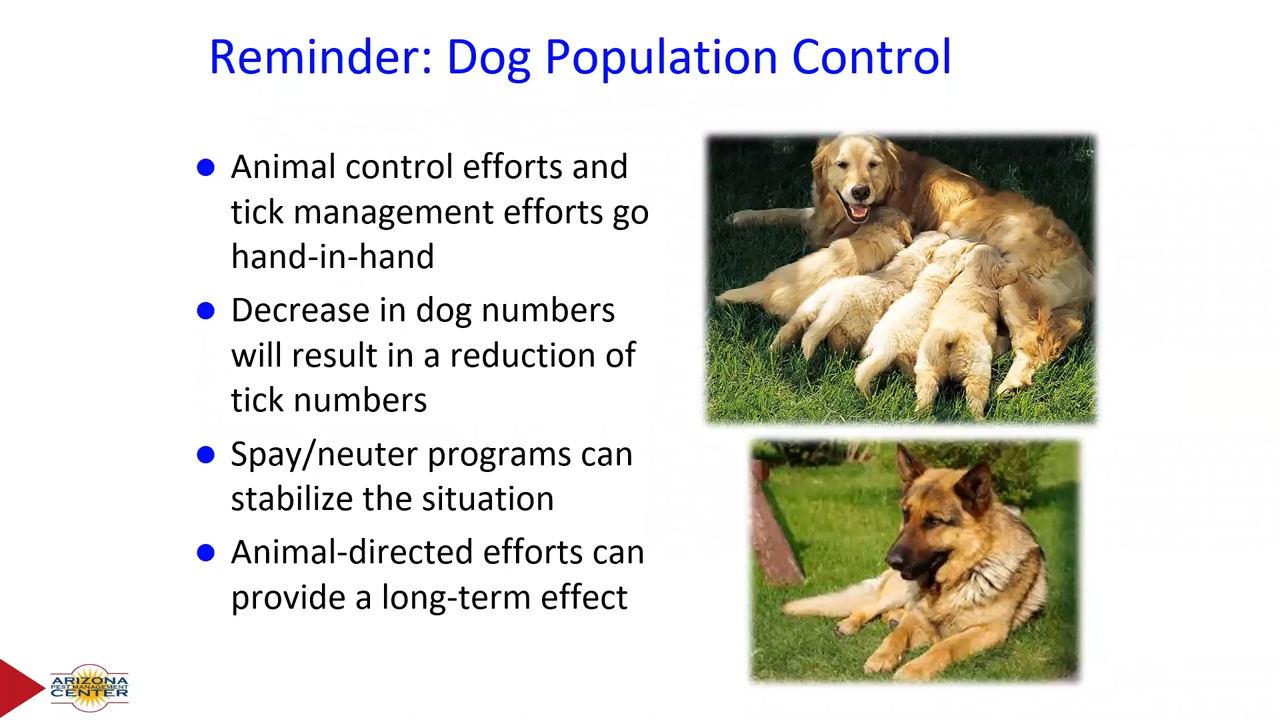 Reminder: Dog Population Control
Animal control efforts and
tick management efforts go
hand-in-hand
Decrease in dog numbers
will result in a reduction of
tick numbers
Spay/neuter programs can
stabilize the situation
Animal-directed efforts can
provide a long-term effect
ARIZONA
PEST MANAGEMENT
CENTER